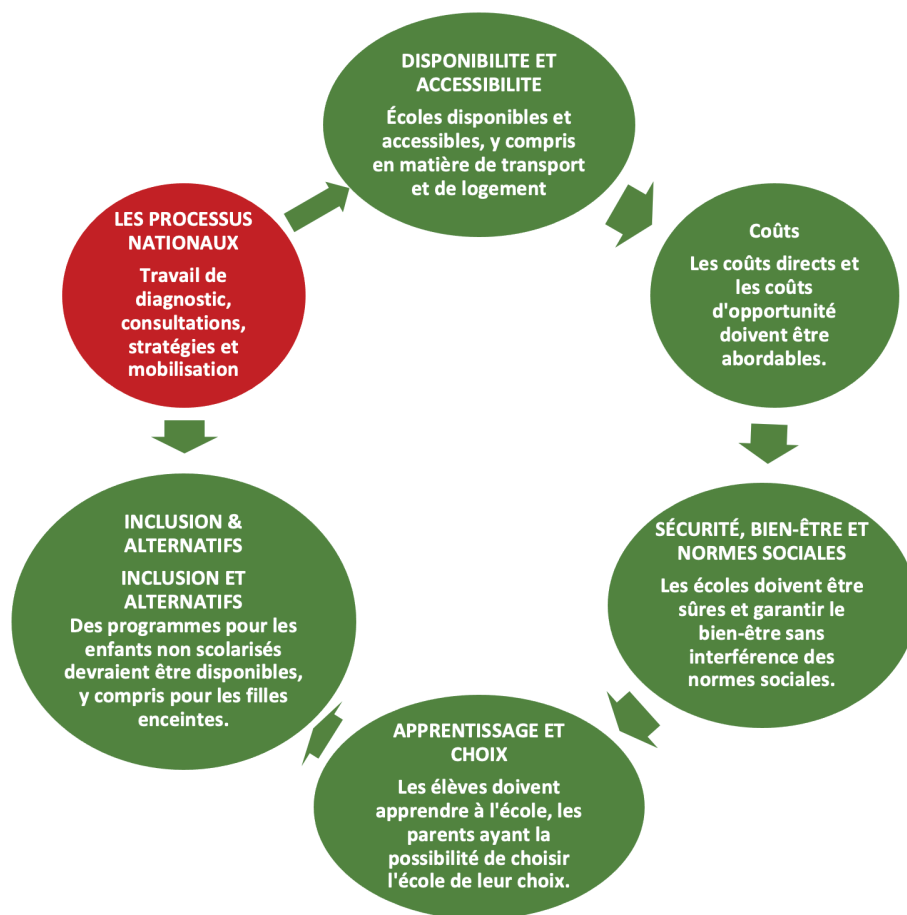 DISPONIBILITE ET
ACCESSIBILITE
Écoles disponibles et
accessibles, y compris
en matière de transport
et de logement
LES PROCESSUS
NATIONAUX
Travail de
diagnostic,
consultations,
stratégies et
mobilisation
Coûts
Les coûts directs et
les coûts
d'opportunité
doivent être
abordables.
INCLUSION &
ALTERNATIFS
INCLUSION ET
ALTERNATIFS
Des programmes pour les
enfants non scolarisés
devraient être disponibles,
y compris pour les filles
enceintes.
SÉCURITÉ, BIEN-ÊTRE ET
NORMES SOCIALES
Les écoles doivent être
sûres et garantir le
bien-être sans
interférence des
normes sociales.
APPRENTISSAGE ET
CHOIX
Les élèves doivent
apprendre à l'école, les
parents ayant la
possibilité de choisir
l'école de leur choix.